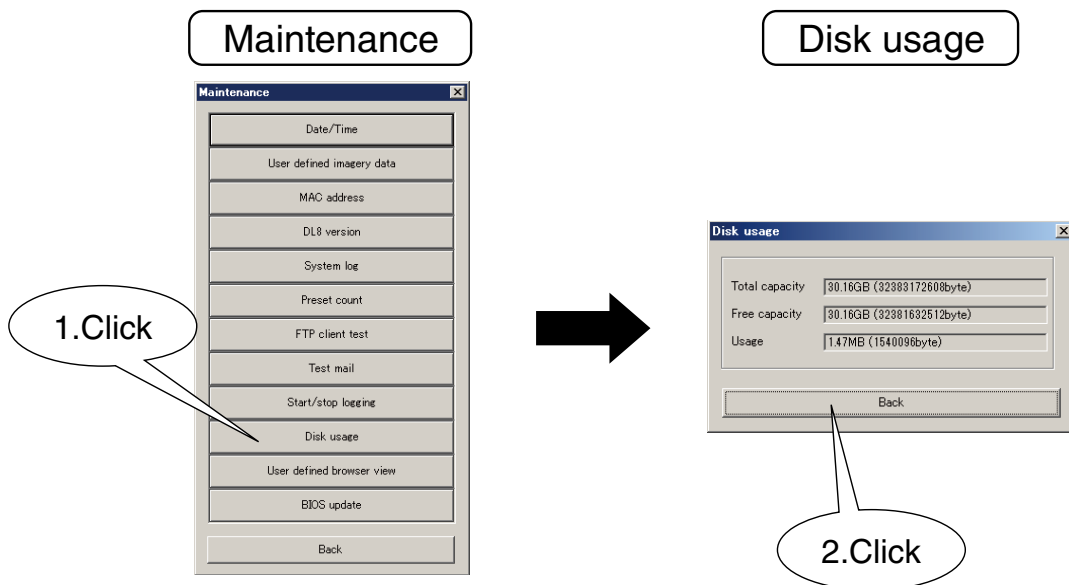 Maintenance
Maintenance
Date/Time
User defined imagery data
MAC address
DL8 version
System log
Preset count
FTP client test
Test mail
Start/stop logging
Disk usage
User defined browser view
BIOS update
Back
1.Click
Disk usage
Disk usage
Total capacity 30.16GB (32383172608byte)
Free capacity 30.16GB (32381632512byte)
Usage 1.47MB (1540096byte)
Back
2.Click